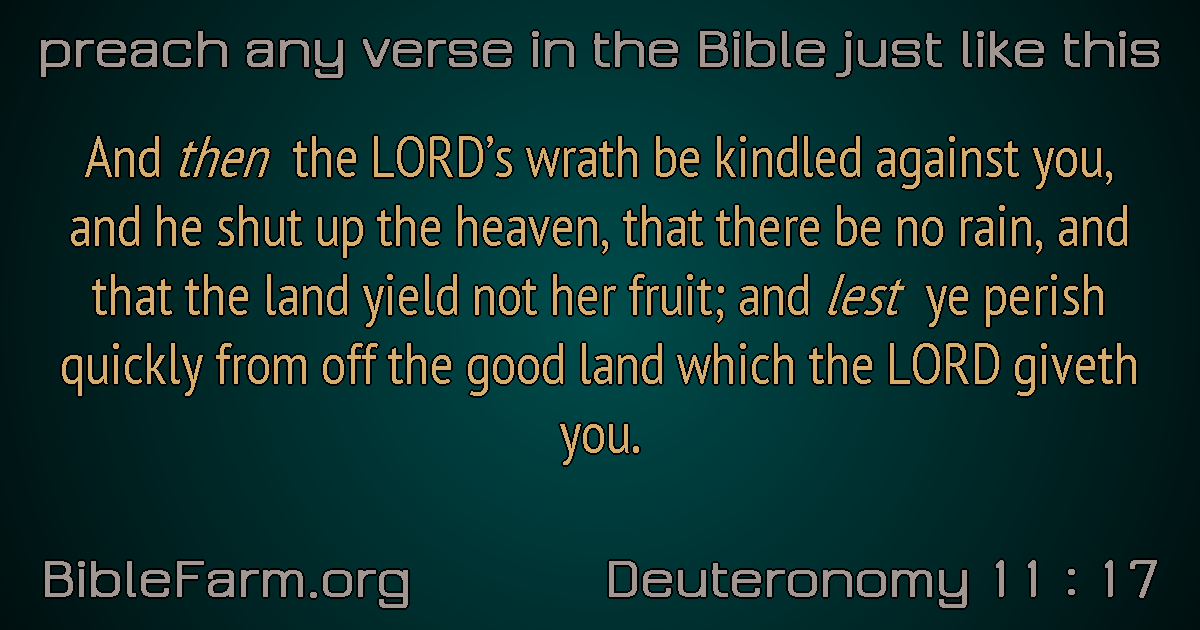 preach any verse in the Bible just like this
And then the LORD’s wrath be kindled against you,
and he shut up the heaven, that there be no rain, and
that the land yield not her fruit; and lest ye perish
quickly from off the good land which the LORD giveth
you.
BibleFarm.org
Deuteronomy 11 : 17